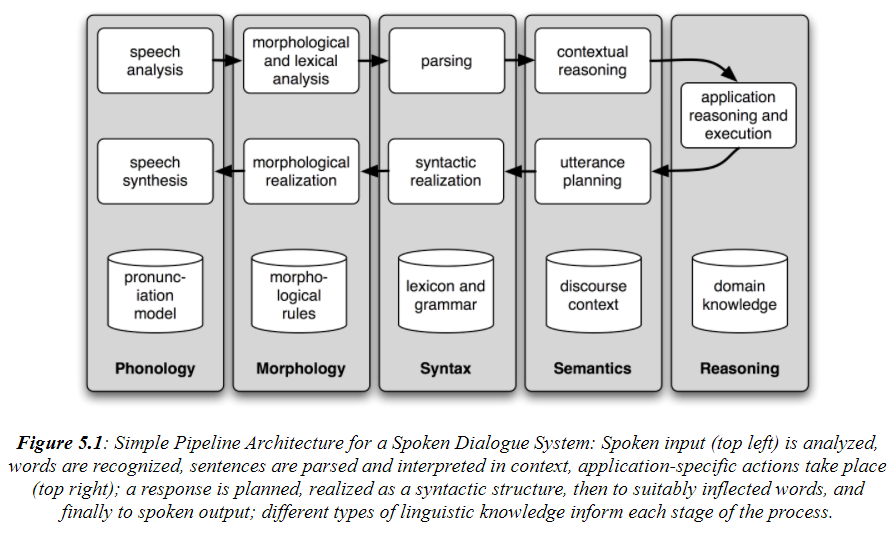 speech
analysis
morphological
and lexical
analysis
parsing
contextual
reasoning
application
reasoning and
execution
speech
synthesis
morphological
realization
syntactic
realization
utterance
planning
pronunc-
iation
model
morpho-
logical
rules
lexicon and
grammar
discourse
context
domain
knowledge
Phonology
Morphology
Syntax
Semantics
Reasoning
Figure 5.1: Simple Pipeline Architecture for a Spoken Dialogue System: Spoken input (top left) is analyzed,
words are recognized, sentences are parsed and interpreted in context, application-specific actions take place
(top right); a response is planned, realized as a syntactic structure, then to suitably inflected words, and
finally to spoken output; different types of linguistic knowledge inform each stage of the process.